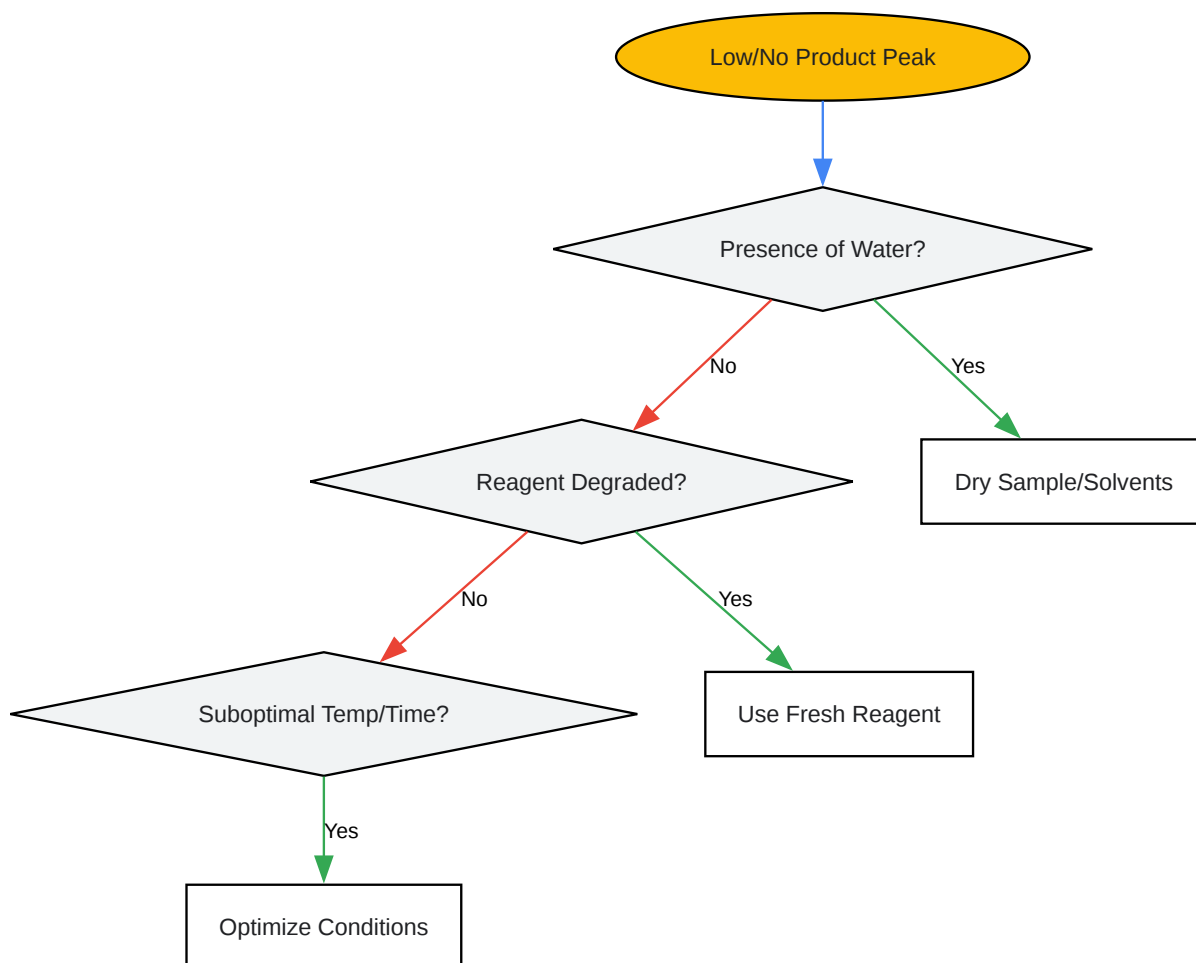 Low/No Product Peak
Presence of Water?
No
Yes
Reagent Degraded?
Dry Sample/Solvents
No
Yes
Suboptimal Temp/Time?
Use Fresh Reagent
Yes
Optimize Conditions